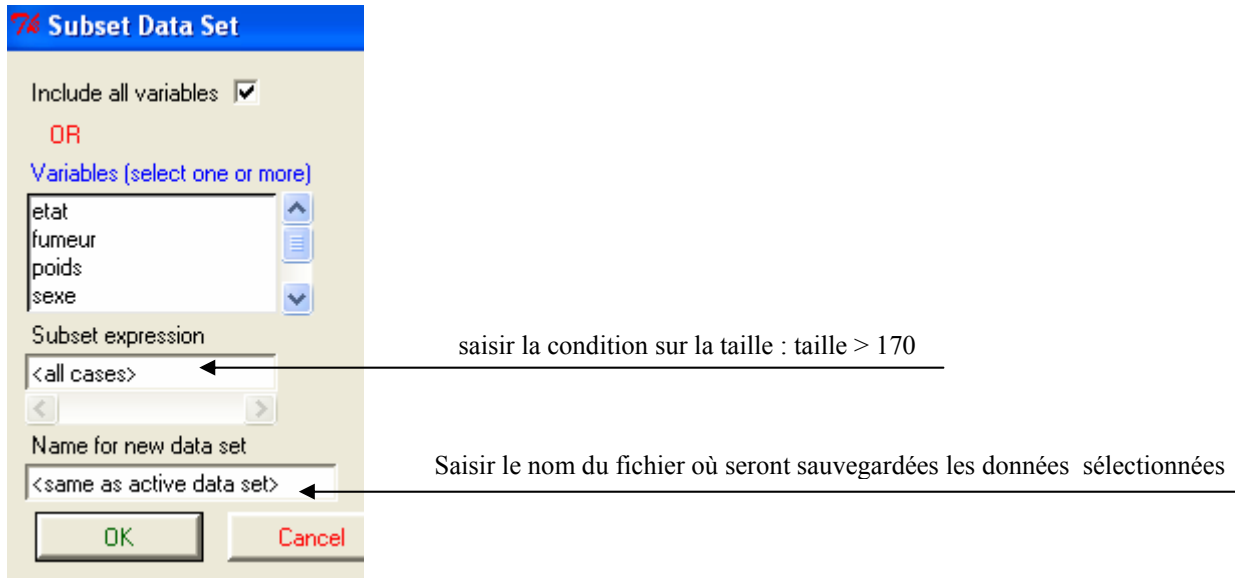 Subset Data Set
Include all variables
OR
Variables (select one or more)
etat
fumeur
poids
sexe
Subset expression
<all cases>
saisir la condition sur la taille : taille > 170
Name for new data set
<same as active data set>
Saisir le nom du fichier où seront sauvegardées les données sélectionnées
OK
Cancel